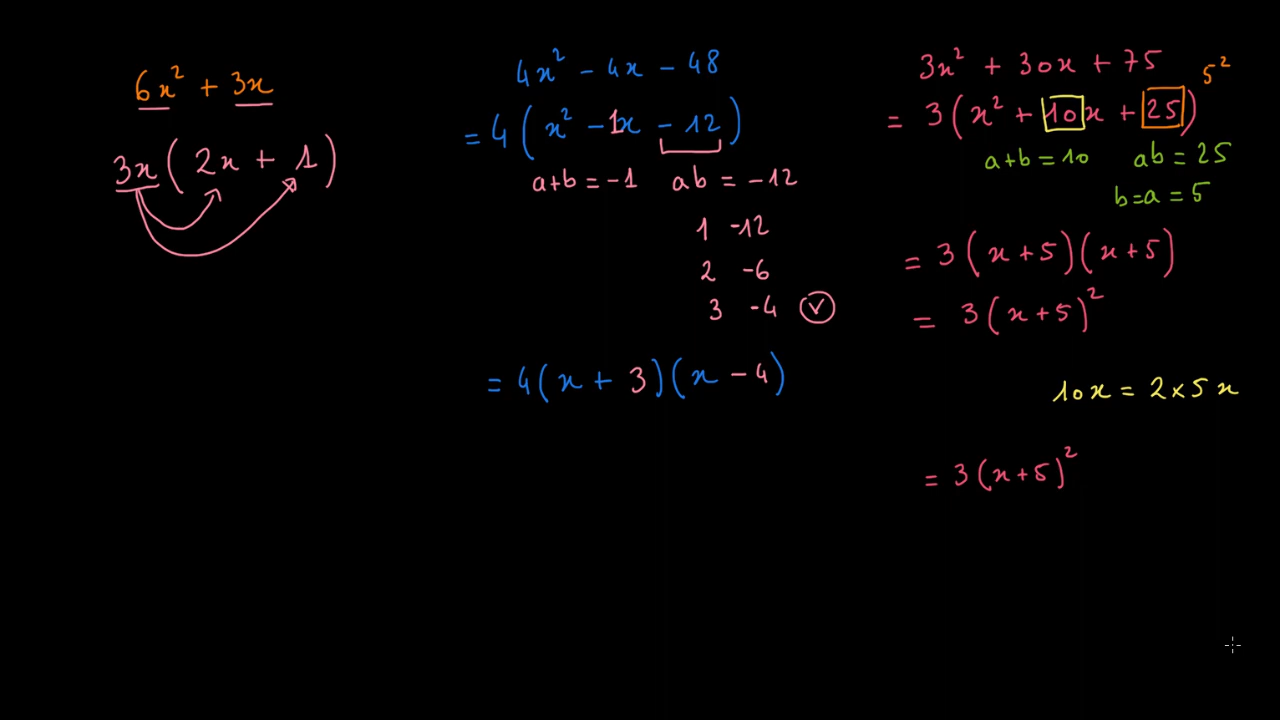 6x² + 3x
3x(2x + 1)
4x² - 4x - 48
= 4(x² - 1x - 12)
a+b = -1 ab = -12
1 -12
2 -6
3 -4 V
= 4(x + 3)(x - 4)
3x² + 30x + 75
5²
= 3(x² + 10x + 25)
a+b = 10 ab = 25
b=a = 5
= 3(x+5)(x+5)
= 3(x+5)²
10x = 2×5x
= 3(x+5)²